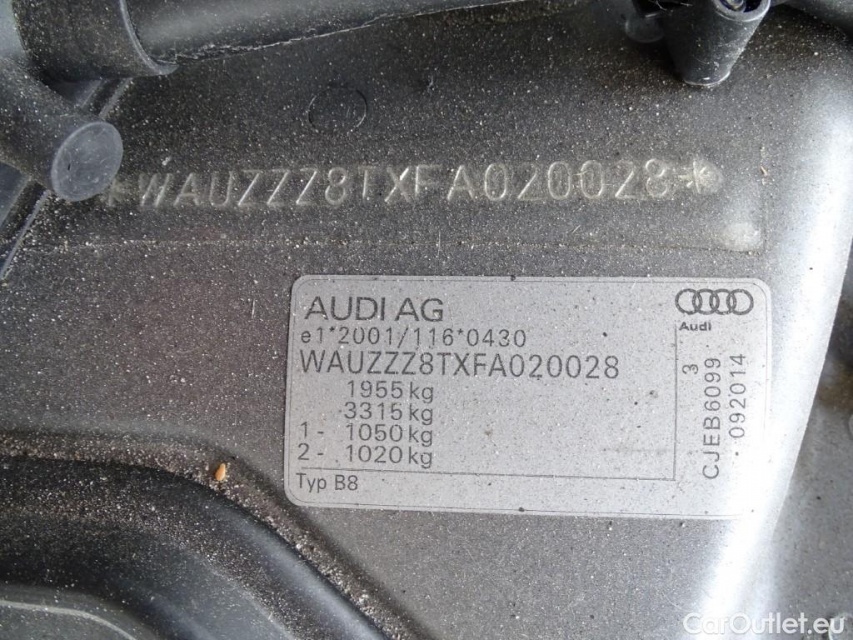 *WAUZZZ8TXFA020028*
AUDI AG
Audi
e1*2001/116*0430
WAUZZZ8TXFA020028
1955 kg
3315 kg
1- 1050 kg
2- 1020 kg
Typ B8
3
CJEB6099
- 092014
CarOutlet.eu